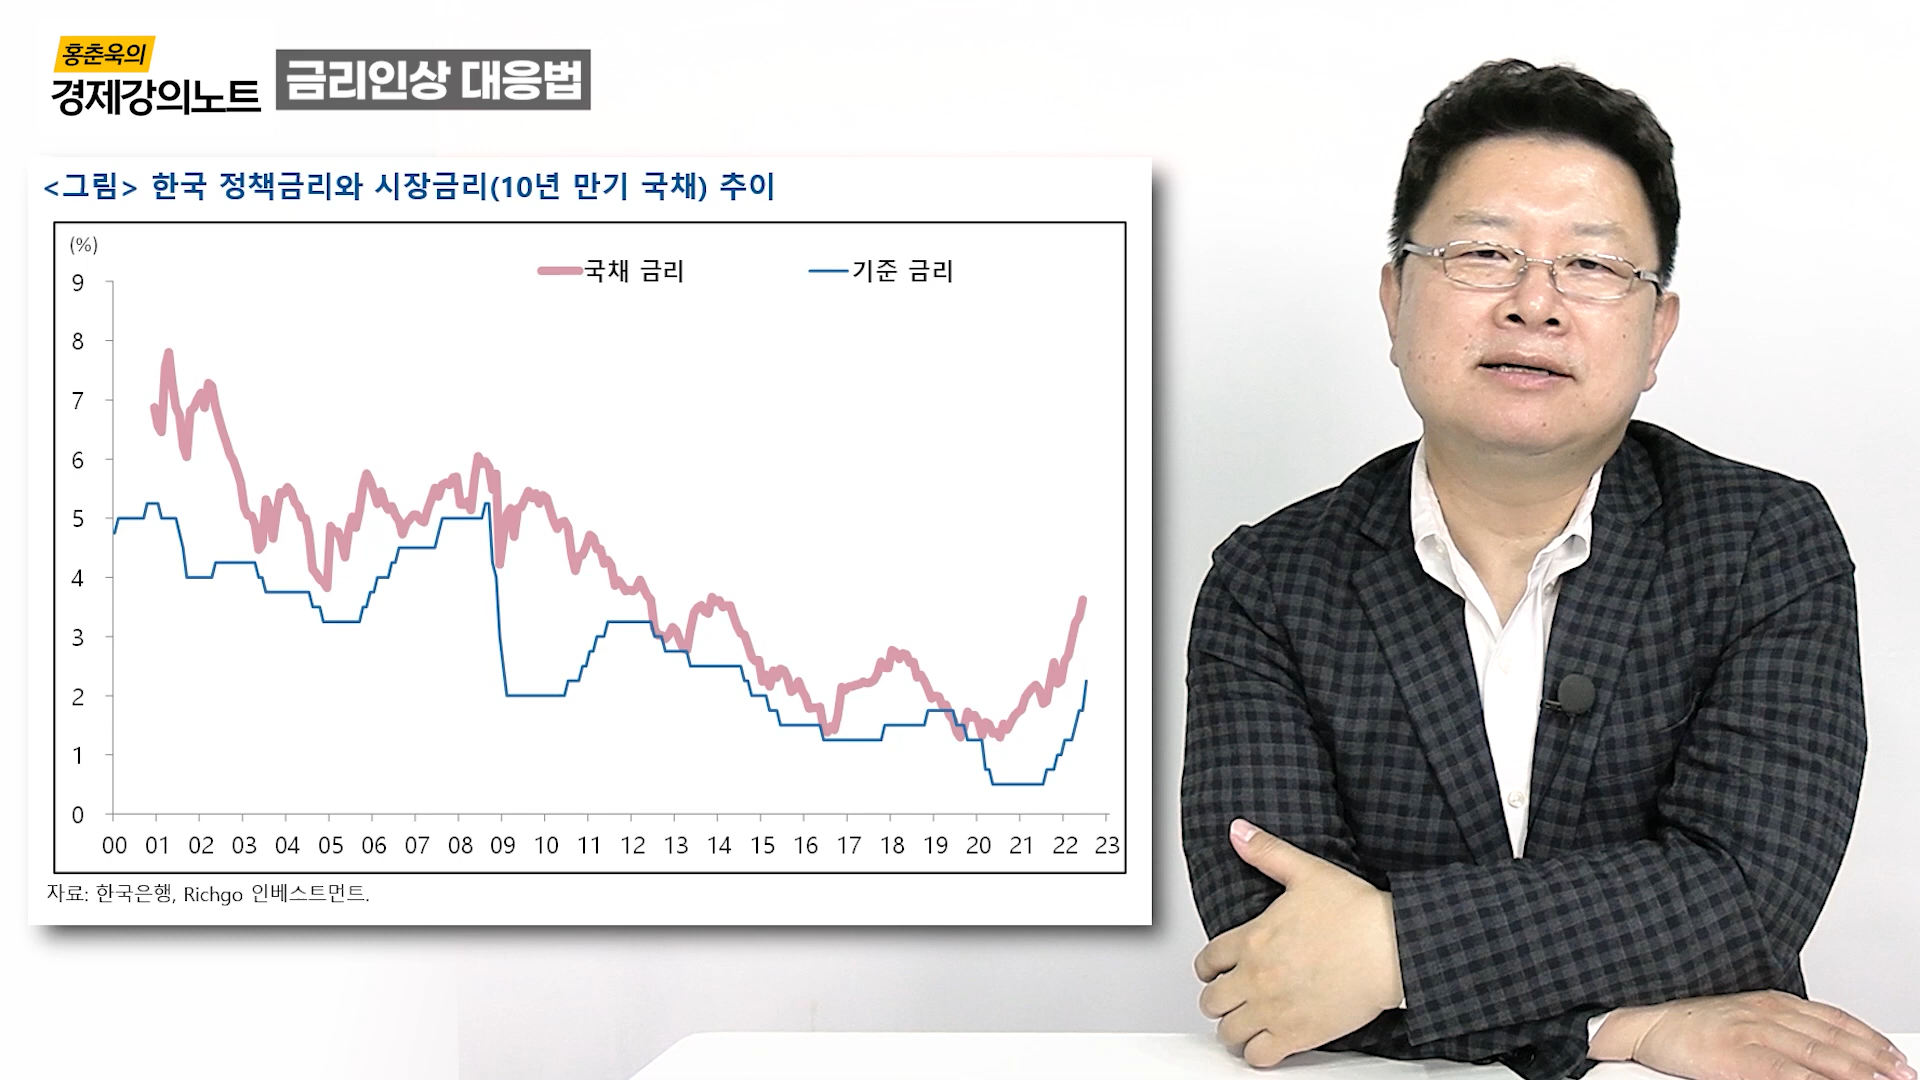 홍춘욱의
경제강의노트
금리인상 대응법
<그림> 한국 정책금리와 시장금리(10년 만기 국채) 추이
(%)
국채 금리
기준 금리
9
8
7
6
5
4
3
2
1
0
00 01 02 03 04 05 06 07 08 09 10 11 12 13 14 15 16 17 18 19 20 21 22 23
자료: 한국은행, Richgo 인베스트먼트.